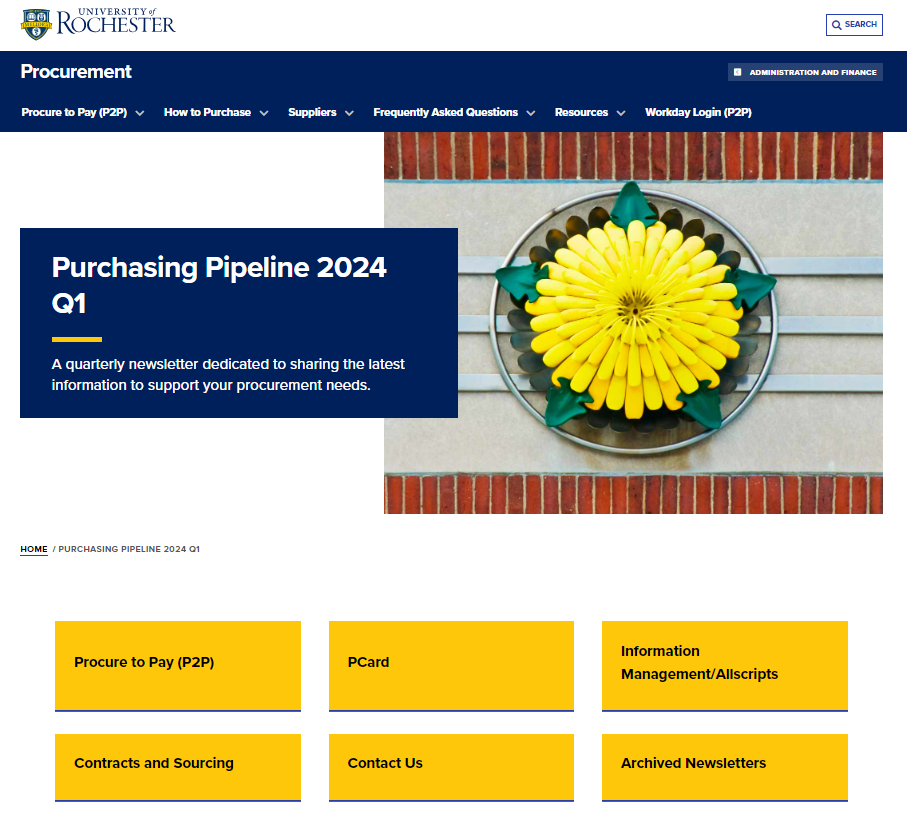 UNIVERSITY of
ROCHESTER
SEARCH
Procurement
ADMINISTRATION AND FINANCE
Procure to Pay (P2P)
How to Purchase
Suppliers
Frequently Asked Questions
Resources
Workday Login (P2P)
Purchasing Pipeline 2024
Q1
A quarterly newsletter dedicated to sharing the latest
information to support your procurement needs.
HOME / PURCHASING PIPELINE 2024 Q1
Procure to Pay (P2P)
PCard
Information
Management/Allscripts
Contracts and Sourcing
Contact Us
Archived Newsletters